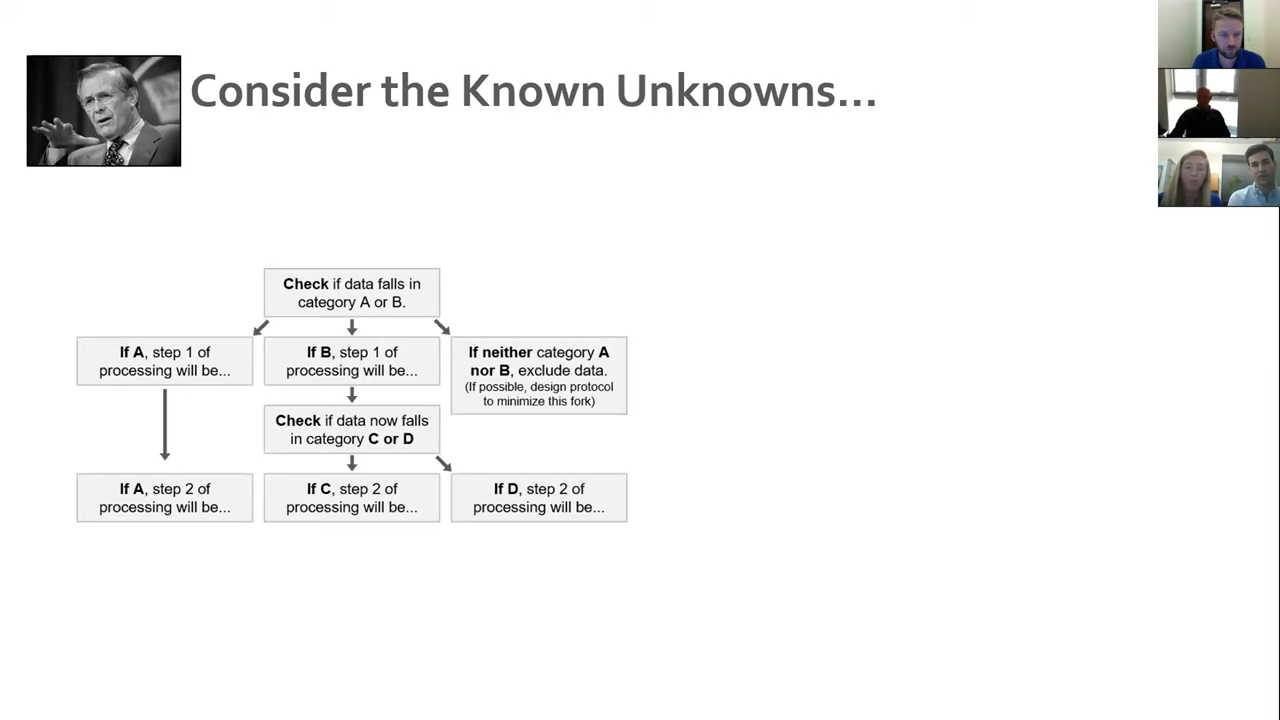 Consider the Known Unknowns...
Check if data falls in
category A or B.
If A, step 1 of
processing will be...
If B, step 1 of
processing will be...
If neither category A
nor B, exclude data.
(If possible, design protocol
to minimize this fork)
Check if data now falls
in category C or D
If A, step 2 of
processing will be...
If C, step 2 of
processing will be...
If D, step 2 of
processing will be...